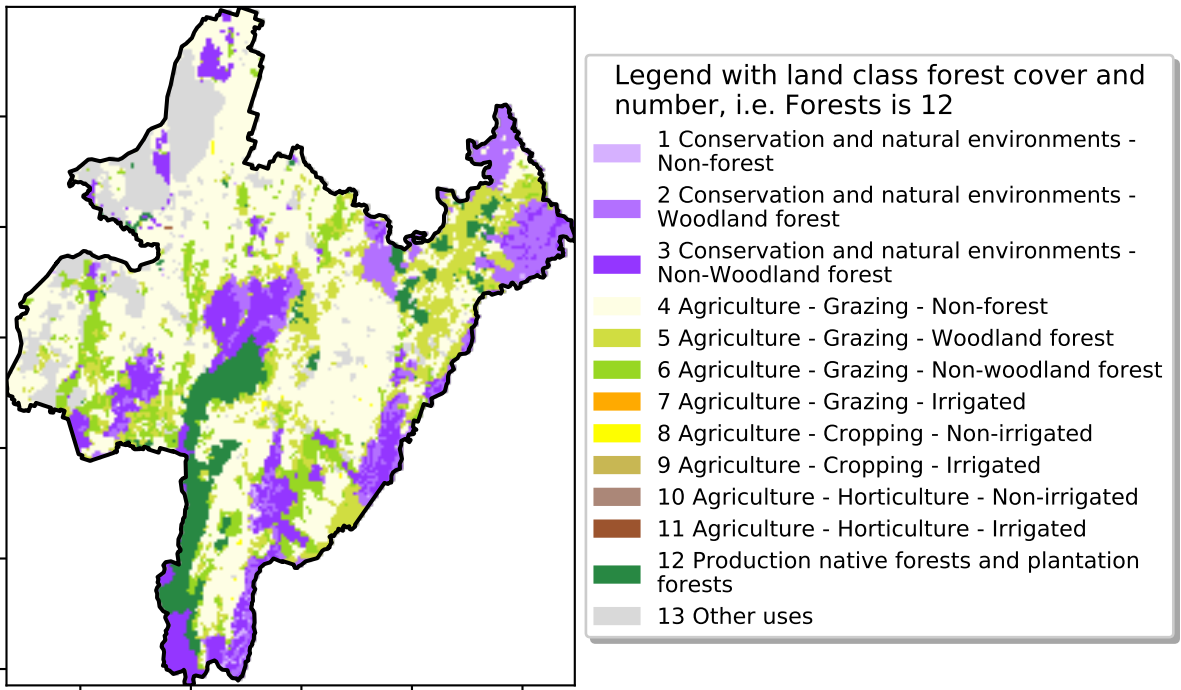 Legend with land class forest cover and
number, i.e. Forests is 12
1 Conservation and natural environments -
Non-forest
2 Conservation and natural environments -
Woodland forest
3 Conservation and natural environments -
Non-Woodland forest
4 Agriculture - Grazing - Non-forest
5 Agriculture - Grazing - Woodland forest
6 Agriculture - Grazing - Non-woodland forest
7 Agriculture - Grazing - Irrigated
8 Agriculture - Cropping - Non-irrigated
9 Agriculture - Cropping - Irrigated
10 Agriculture - Horticulture - Non-irrigated
11 Agriculture - Horticulture - Irrigated
12 Production native forests and plantation
forests
13 Other uses